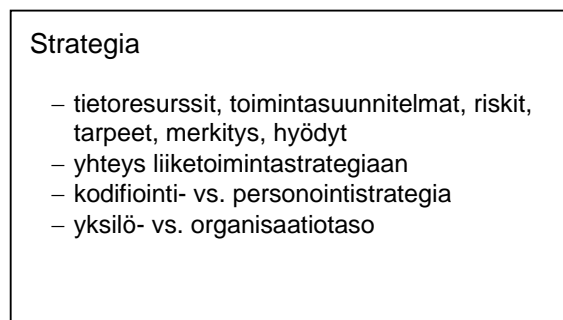 Strategia
– tietoresurssit, toimintasuunnitelmat, riskit,
tarpeet, merkitys, hyödyt
– yhteys liiketoimintastrategiaan
– kodifiointi- vs. personointistrategia
– yksilö- vs. organisaatiotaso